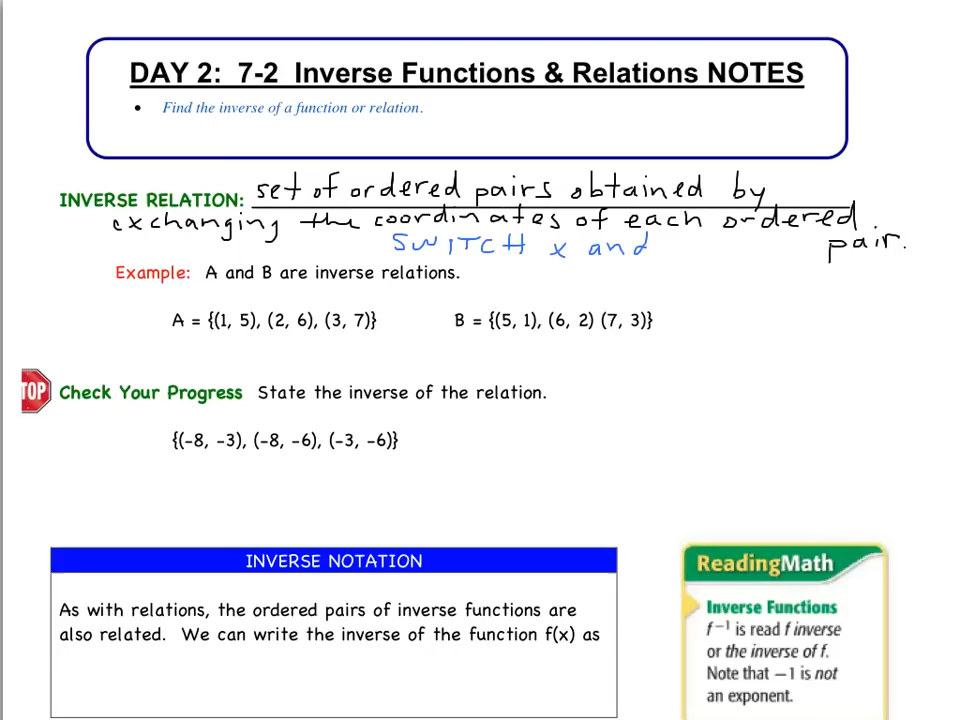 DAY 2: 7-2 Inverse Functions & Relations NOTES
• Find the inverse of a function or relation.
INVERSE RELATION: set of ordered pairs obtained by
exchanging the coordinates of each ordered
pair.
SWITCH x and
Example: A and B are inverse relations.
A = {(1, 5), (2, 6), (3, 7)} B = {(5, 1), (6, 2) (7, 3)}
TOP Check Your Progress State the inverse of the relation.
{(-8, -3), (-8, -6), (-3, -6)}
INVERSE NOTATION
As with relations, the ordered pairs of inverse functions are
also related. We can write the inverse of the function f(x) as
ReadingMath
Inverse Functions
f⁻¹ is read f inverse
or the inverse of f.
Note that −1 is not
an exponent.